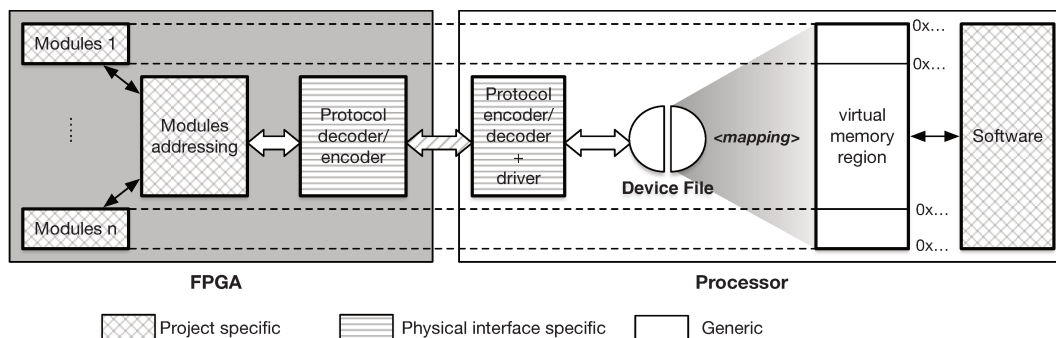 Modules 1
0x...
0x...
Modules
addressing
Protocol
decoder/
encoder
Protocol
encoder/
decoder
+
driver
<mapping>
Device File
virtual
memory
region
Software
Modules n
0x...
0x...
FPGA
Processor
Project specific
Physical interface specific
Generic